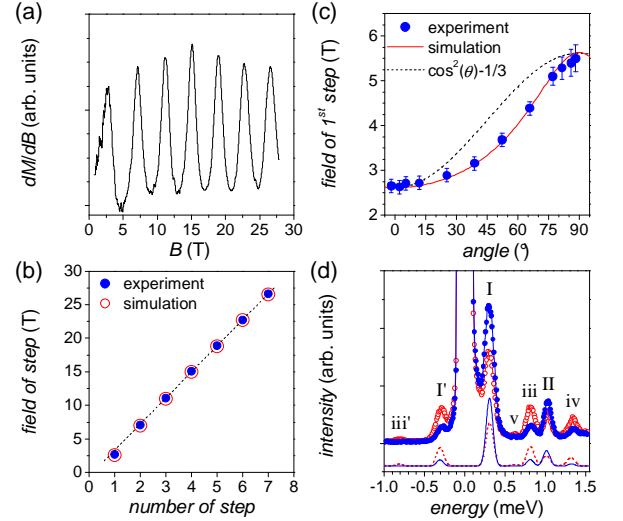 (a)
dM/dB (arb. units)
0 5 10 15 20 25 30
B (T)
(c)
field of 1st step (T)
6
5
4
3
2
experiment
simulation
cos2(θ)-1/3
0 15 30 45 60 75 90
angle (°)
(b)
field of step (T)
30
25
20
15
10
5
0
experiment
simulation
1 2 3 4 5 6 7 8
number of step
(d)
intensity (arb. units)
I
I'
iii'
v
iii
II
iv
-1.0 -0.5 0.0 0.5 1.0 1.5
energy (meV)